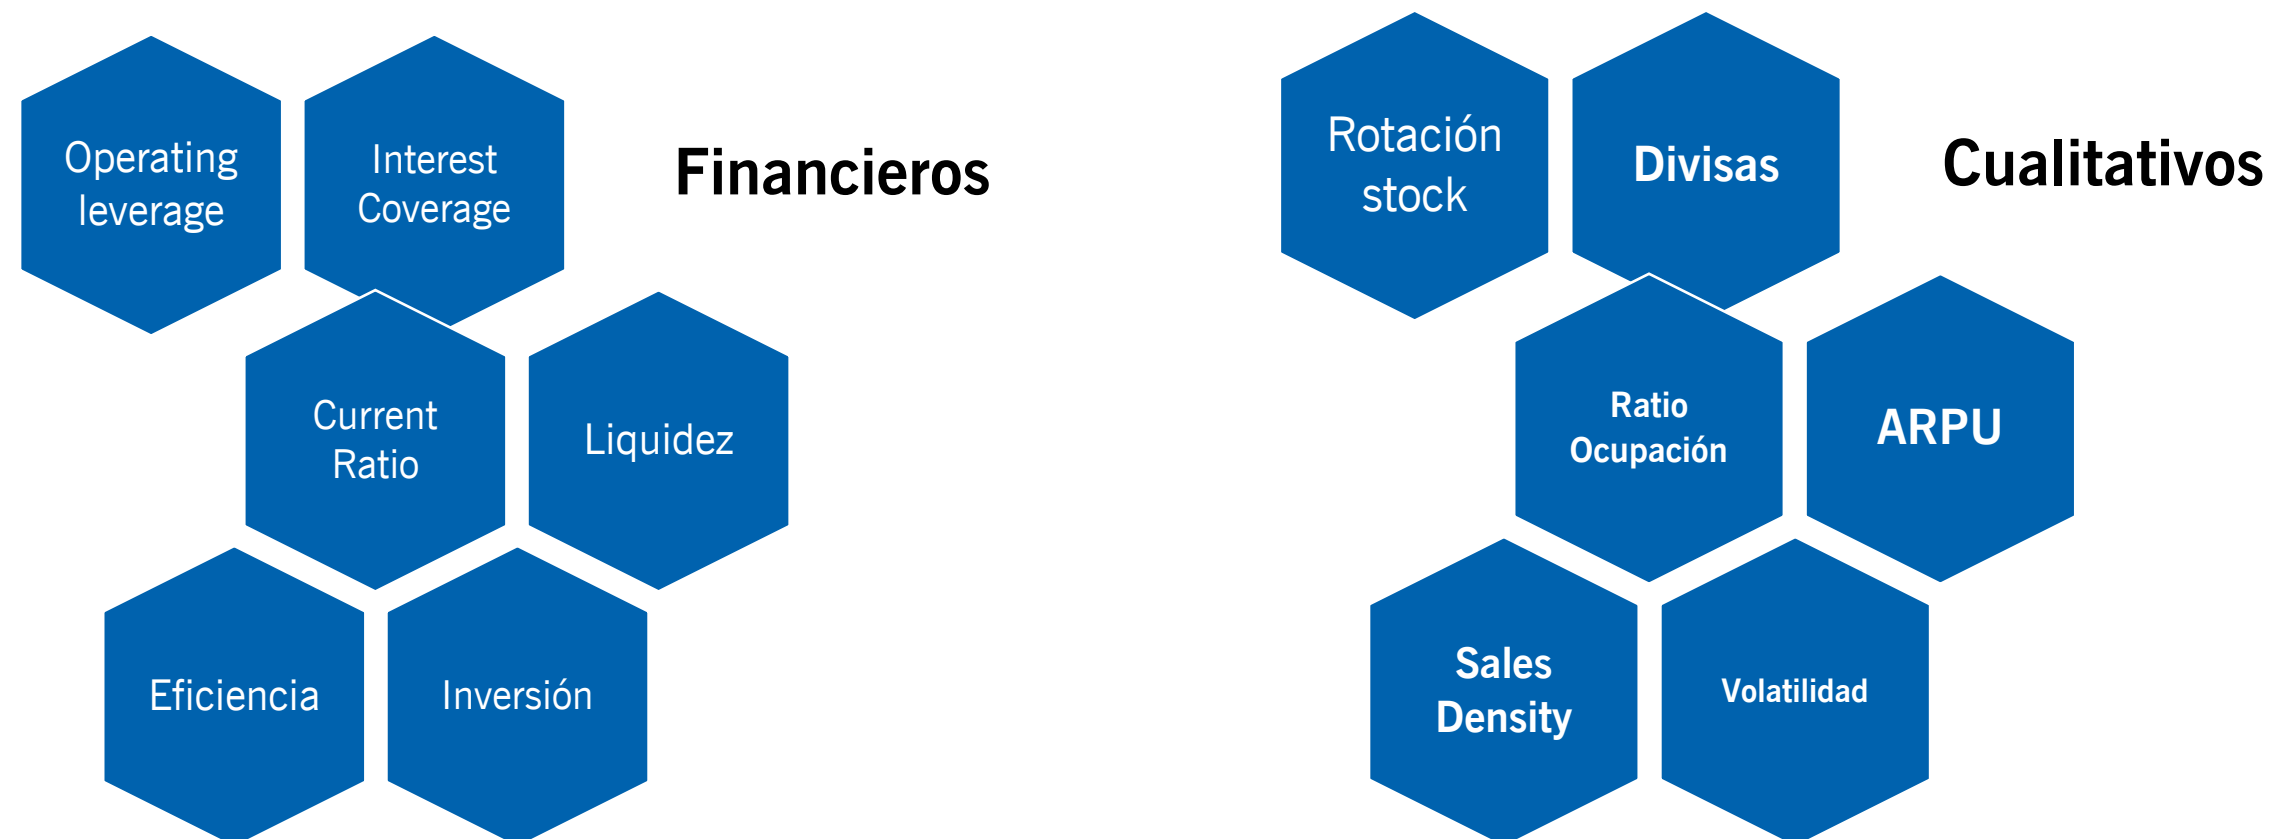 Operating
leverage
Interest
Coverage
Financieros
Current
Ratio
Liquidez
Eficiencia
Inversión
Rotación
stock
Divisas
Cualitativos
Ratio
Ocupación
ARPU
Sales
Density
Volatilidad